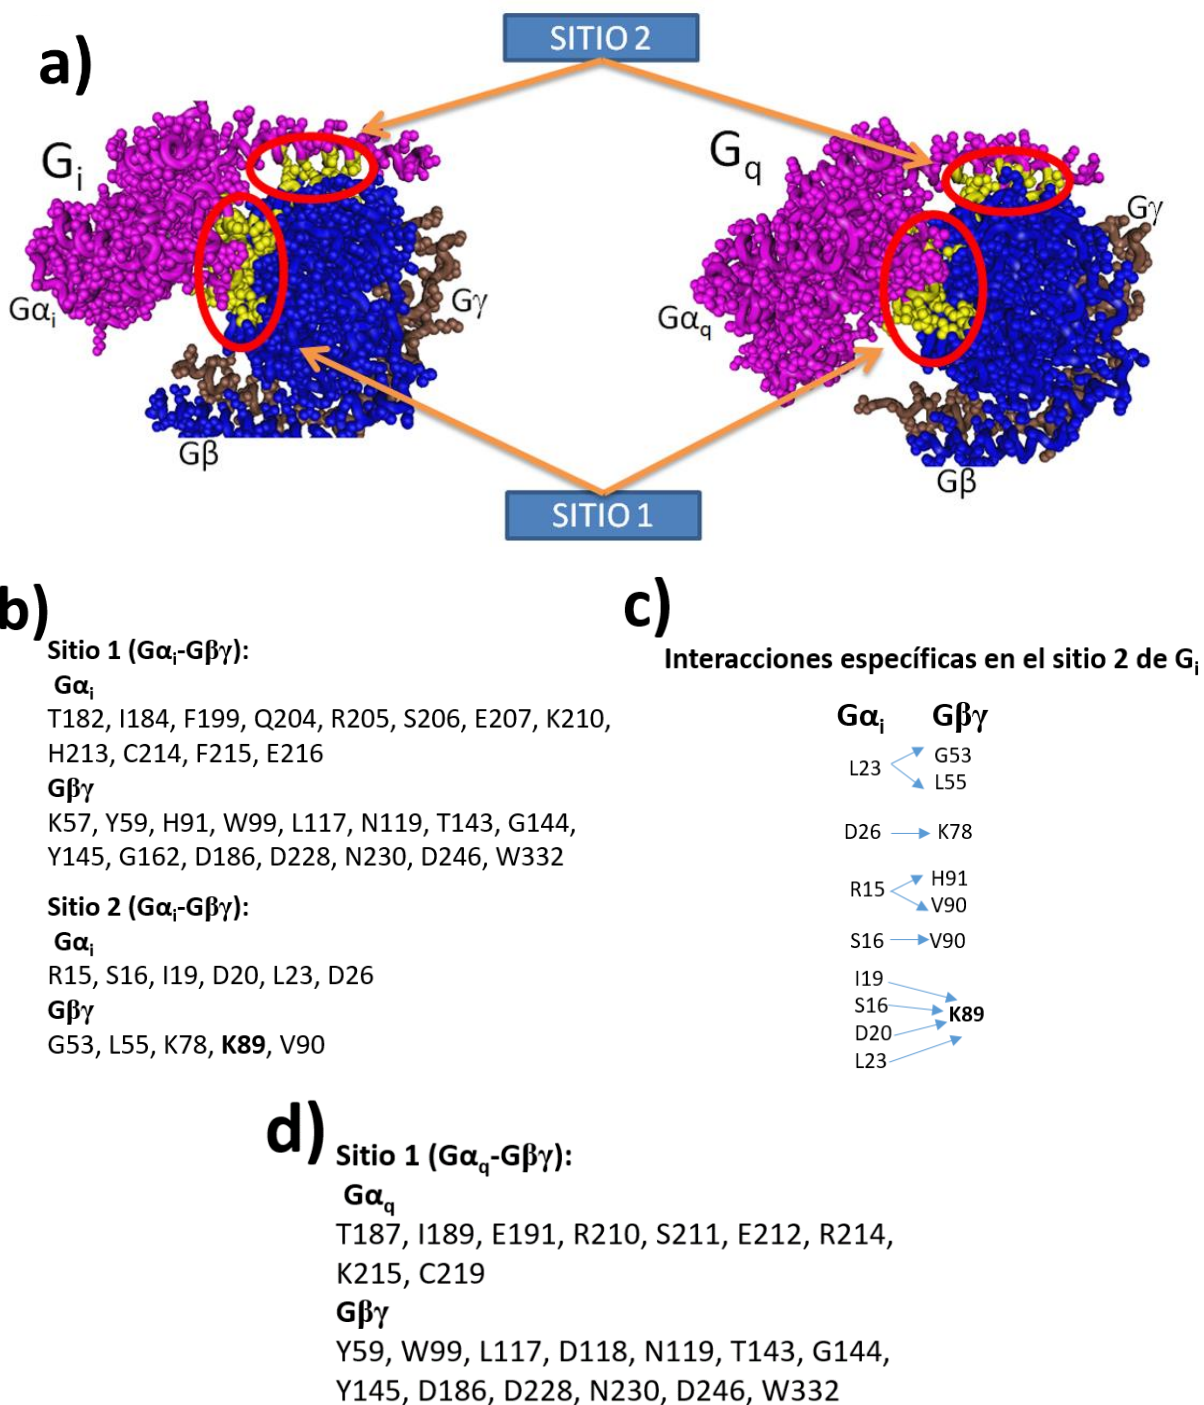 SITIO 2
a)
Gᵢ
Gq
Gγ
Gαᵢ
Gγ
Gαq
Gβ
Gβ
SITIO 1
b)
Sitio 1 (Gαᵢ-Gβγ):
Gαᵢ
T182, I184, F199, Q204, R205, S206, E207, K210,
H213, C214, F215, E216
Gβγ
K57, Y59, H91, W99, L117, N119, T143, G144,
Y145, G162, D186, D228, N230, D246, W332
Sitio 2 (Gαᵢ-Gβγ):
Gαᵢ
R15, S16, I19, D20, L23, D26
Gβγ
G53, L55, K78, K89, V90
c)
Interacciones específicas en el sitio 2 de Gᵢ
Gαᵢ Gβγ
L23 G53
L55
D26 K78
R15 H91
V90
S16 V90
I19
S16 K89
D20
L23
d)
Sitio 1 (Gαq-Gβγ):
Gαq
T187, I189, E191, R210, S211, E212, R214,
K215, C219
Gβγ
Y59, W99, L117, D118, N119, T143, G144,
Y145, D186, D228, N230, D246, W332